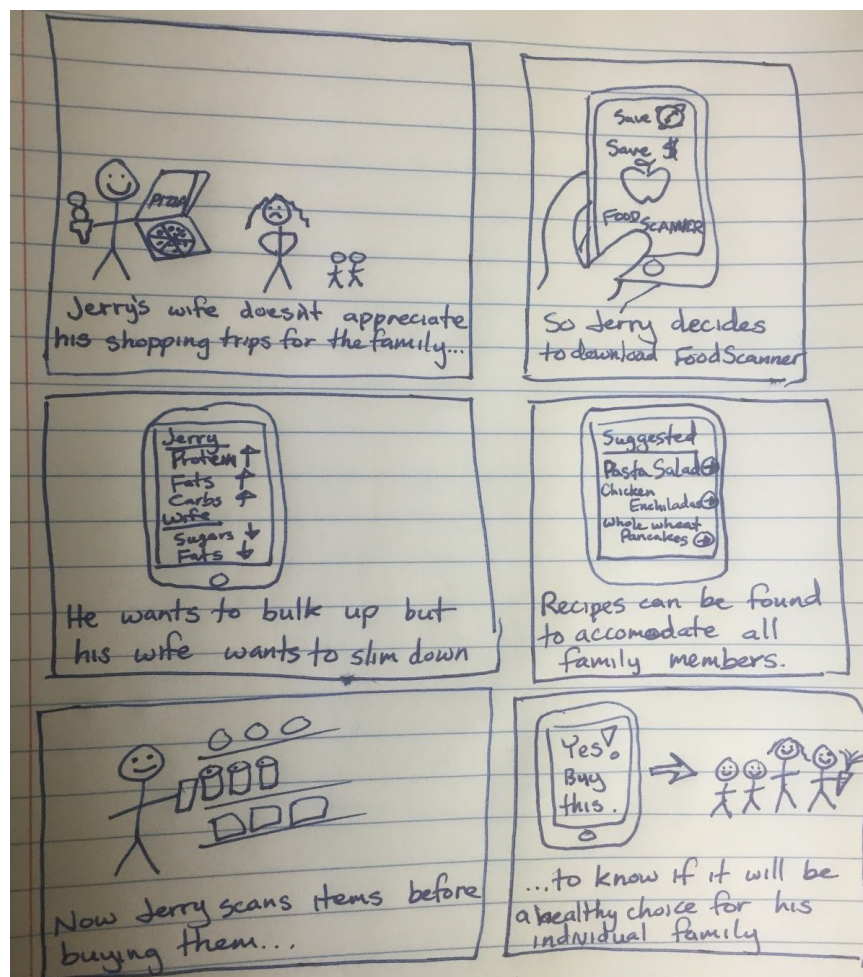 PIZZA
Jerry's wife doesn't appreciate
his shopping trips for the family...
Save
Save $
FOOD
SCANNER
So Jerry decides
to download FoodScanner
Jerry
Protein ↑
Fats ↑
Carbs ↑
Wife
Sugars ↓
Fats ↓
He wants to bulk up but
his wife wants to slim down
Suggested
Pasta Salad
Chicken
Enchiladas
Whole wheat
Pancakes
Recipes can be found
to accomodate all
family members.
Now Jerry scans items before
buying them...
Yes!
Buy
this.
...to know if it will be
a healthy choice for his
individual family